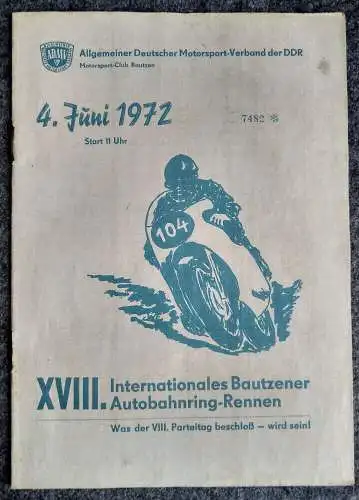 ADMV
Allgemeiner Deutscher Motorsport-Verband der DDR
Motorsport-Club Bautzen
4. Juni 1972
7482 ※
Start 11 Uhr
104
XVIII. Internationales Bautzener
Autobahnring-Rennen
Was der VIII. Parteitag beschloß – wird sein!